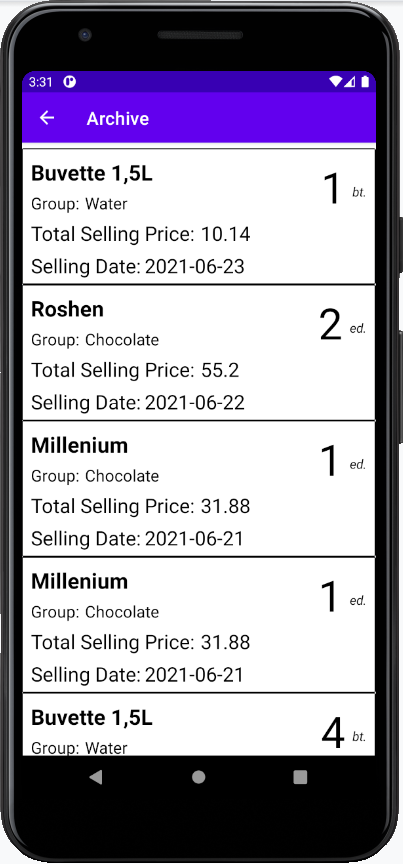 3:31
Archive
Buvette 1,5L
1 bt.
Group: Water
Total Selling Price: 10.14
Selling Date: 2021-06-23
Roshen
2 ed.
Group: Chocolate
Total Selling Price: 55.2
Selling Date: 2021-06-22
Millenium
1 ed.
Group: Chocolate
Total Selling Price: 31.88
Selling Date: 2021-06-21
Millenium
1 ed.
Group: Chocolate
Total Selling Price: 31.88
Selling Date: 2021-06-21
Buvette 1,5L
4 bt.
Group: Water